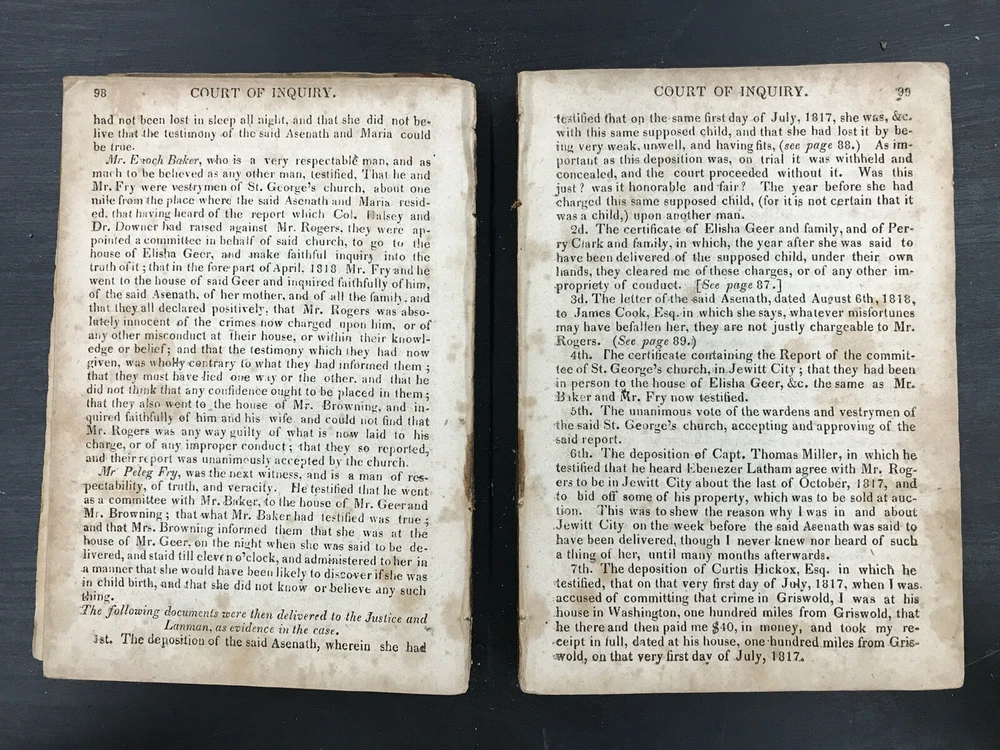 98 COURT OF INQUIRY.
had not been lost in sleep all night, and that she did not be-
live that the testimony of the said Asenath and Maria could
be true.
Mr. Enoch Baker, who is a very respectable man, and as
much to be believed as any other man, testified, That he and
Mr. Fry were vestrymen of St. George's church, about one
mile from the place where the said Asenath and Maria resid-
ed, that having heard of the report which Col. Halsey and
Dr. Downer had raised against Mr. Rogers, they were ap-
pointed a committee in behalf of said church, to go to the
house of Elisha Geer, and make faithful inquiry into the
truth of it; that in the fore part of April, 1818 Mr. Fry and he
went to the house of said Geer and inquired faithfully of him,
of the said Asenath, of her mother, and of all the family, and
that they all declared positively, that Mr. Rogers was abso-
lutely innocent of the crimes now charged upon him, or of
any other misconduct at their house, or within their knowl-
edge or belief; and that the testimony which they had now
given, was wholly contrary to what they had informed them;
that they must have lied one way or the other, and that he
did not think that any confidence ought to be placed in them;
that they also went to the house of Mr. Browning, and in-
quired faithfully of him and his wife and could not find that
Mr. Rogers was any way guilty of what is now laid to his
charge, or of any improper conduct; that they so reported,
and their report was unanimously accepted by the church.
Mr Peleg Fry, was the next witness, and is a man of res-
pectability, of truth, and veracity. He testified that he went
as a committee with Mr. Baker, to the house of Mr. Geer and
Mr. Browning; that what Mr. Baker had testified was true;
and that Mrs. Browning informed them that she was at the
house of Mr. Geer, on the night when she was said to be de-
livered, and staid till eleven o'clock, and administered to her in
a manner that she would have been likely to discover if she was
in child birth, and that she did not know or believe any such
thing.
The following documents were then delivered to the Justice and
Lanman, as evidence in the case.
1st. The deposition of the said Asenath, wherein she had
COURT OF INQUIRY. 99
testified that on the same first day of July, 1817, she was, &c.
with this same supposed child, and that she had lost it by be-
ing very weak, unwell, and having fits, (see page 88.) As im-
portant as this deposition was, on trial it was withheld and
concealed, and the court proceeded without it. Was this
just? was it honorable and fair? The year before she had
charged this same supposed child, (for it is not certain that it
was a child,) upon another man.
2d. The certificate of Elisha Geer and family, and of Per-
ry Clark and family, in which, the year after she was said to
have been delivered of the supposed child, under their own
hands, they cleared me of these charges, or of any other im-
propriety of conduct. [See page 87.]
3d. The letter of the said Asenath, dated August 6th, 1818,
to James Cook, Esq. in which she says, whatever misfortunes
may have befallen her, they are not justly chargeable to Mr.
Rogers. (See page 89.)
4th. The certificate containing the Report of the commit-
tee of St. George's church, in Jewitt City; that they had been
in person to the house of Elisha Geer, &c. the same as Mr.
Baker and Mr. Fry now testified.
5th. The unanimous vote of the wardens and vestrymen of
the said St. George's church, accepting and approving of the
said report.
6th. The deposition of Capt. Thomas Miller, in which he
testified that he heard Ebenezer Latham agree with Mr. Rog-
ers to be in Jewitt City about the last of October, 1817, and
to bid off some of his property, which was to be sold at auc-
tion. This was to shew the reason why I was in and about
Jewitt City on the week before the said Asenath was said to
have been delivered, though I never knew nor heard of such
a thing of her, until many months afterwards.
7th. The deposition of Curtis Hickox, Esq. in which he
testified, that on that very first day of July, 1817, when I was
accused of committing that crime in Griswold, I was at his
house in Washington, one hundred miles from Griswold, that
he there and then paid me $40, in money, and took my re-
ceipt in full, dated at his house, one hundred miles from Gris-
wold, on that very first day of July, 1817.